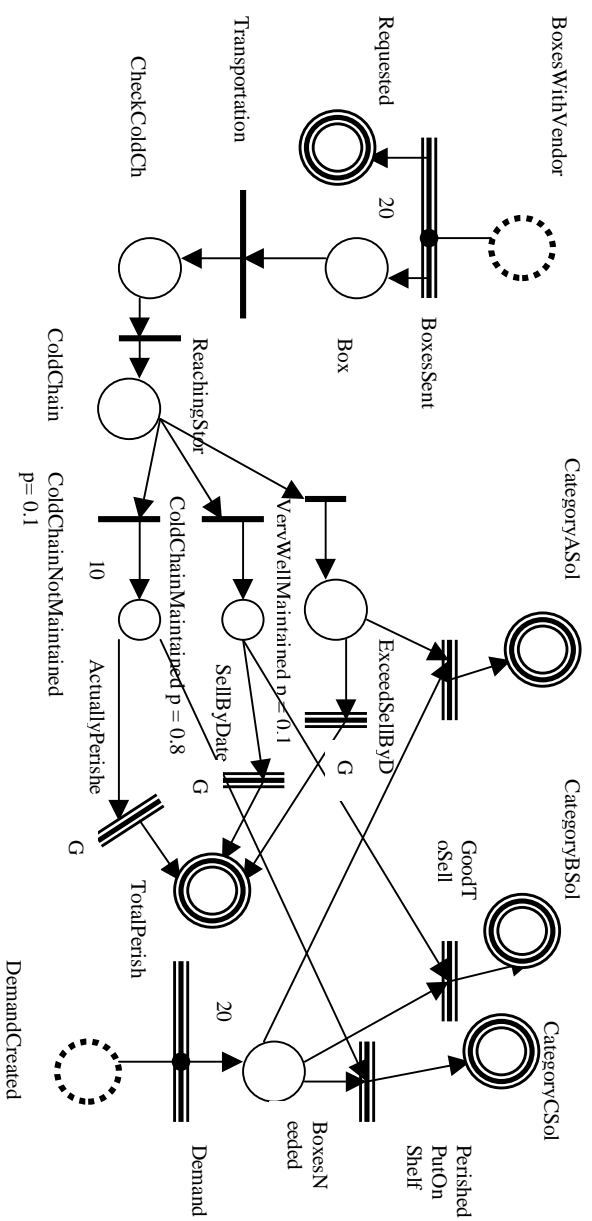 BoxesWithVendor
Requested
Transportation
CheckColdCh
20
BoxesSent
Box
ReachingStor
ColdChain
CategoryASol
VervWellMaintained p = 0.1
ColdChainMaintained p = 0.8
ColdChainNotMaintained
p= 0.1
10
ExceedSellByD
SellByDate
ActuallyPerishe
G
G
G
CategoryBSol
GoodT
oSell
TotalPerish
20
DemandCreated
CategoryCSol
Perished
PutOn
Shelf
BoxesN
eeded
Demand